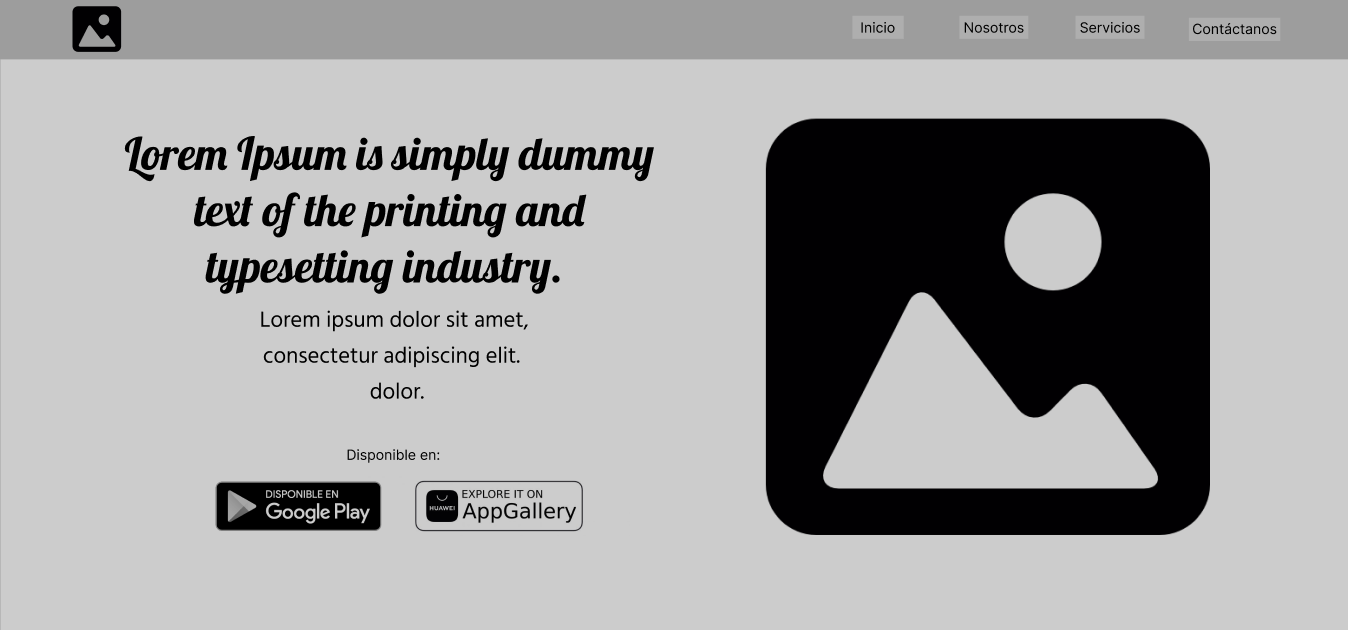 Inicio
Nosotros
Servicios
Contáctanos
Lorem Ipsum is simply dummy
text of the printing and
typesetting industry.
Lorem ipsum dolor sit amet,
consectetur adipiscing elit.
dolor.
Disponible en:
DISPONIBLE EN
Google Play
HUAWEI
EXPLORE IT ON
AppGallery